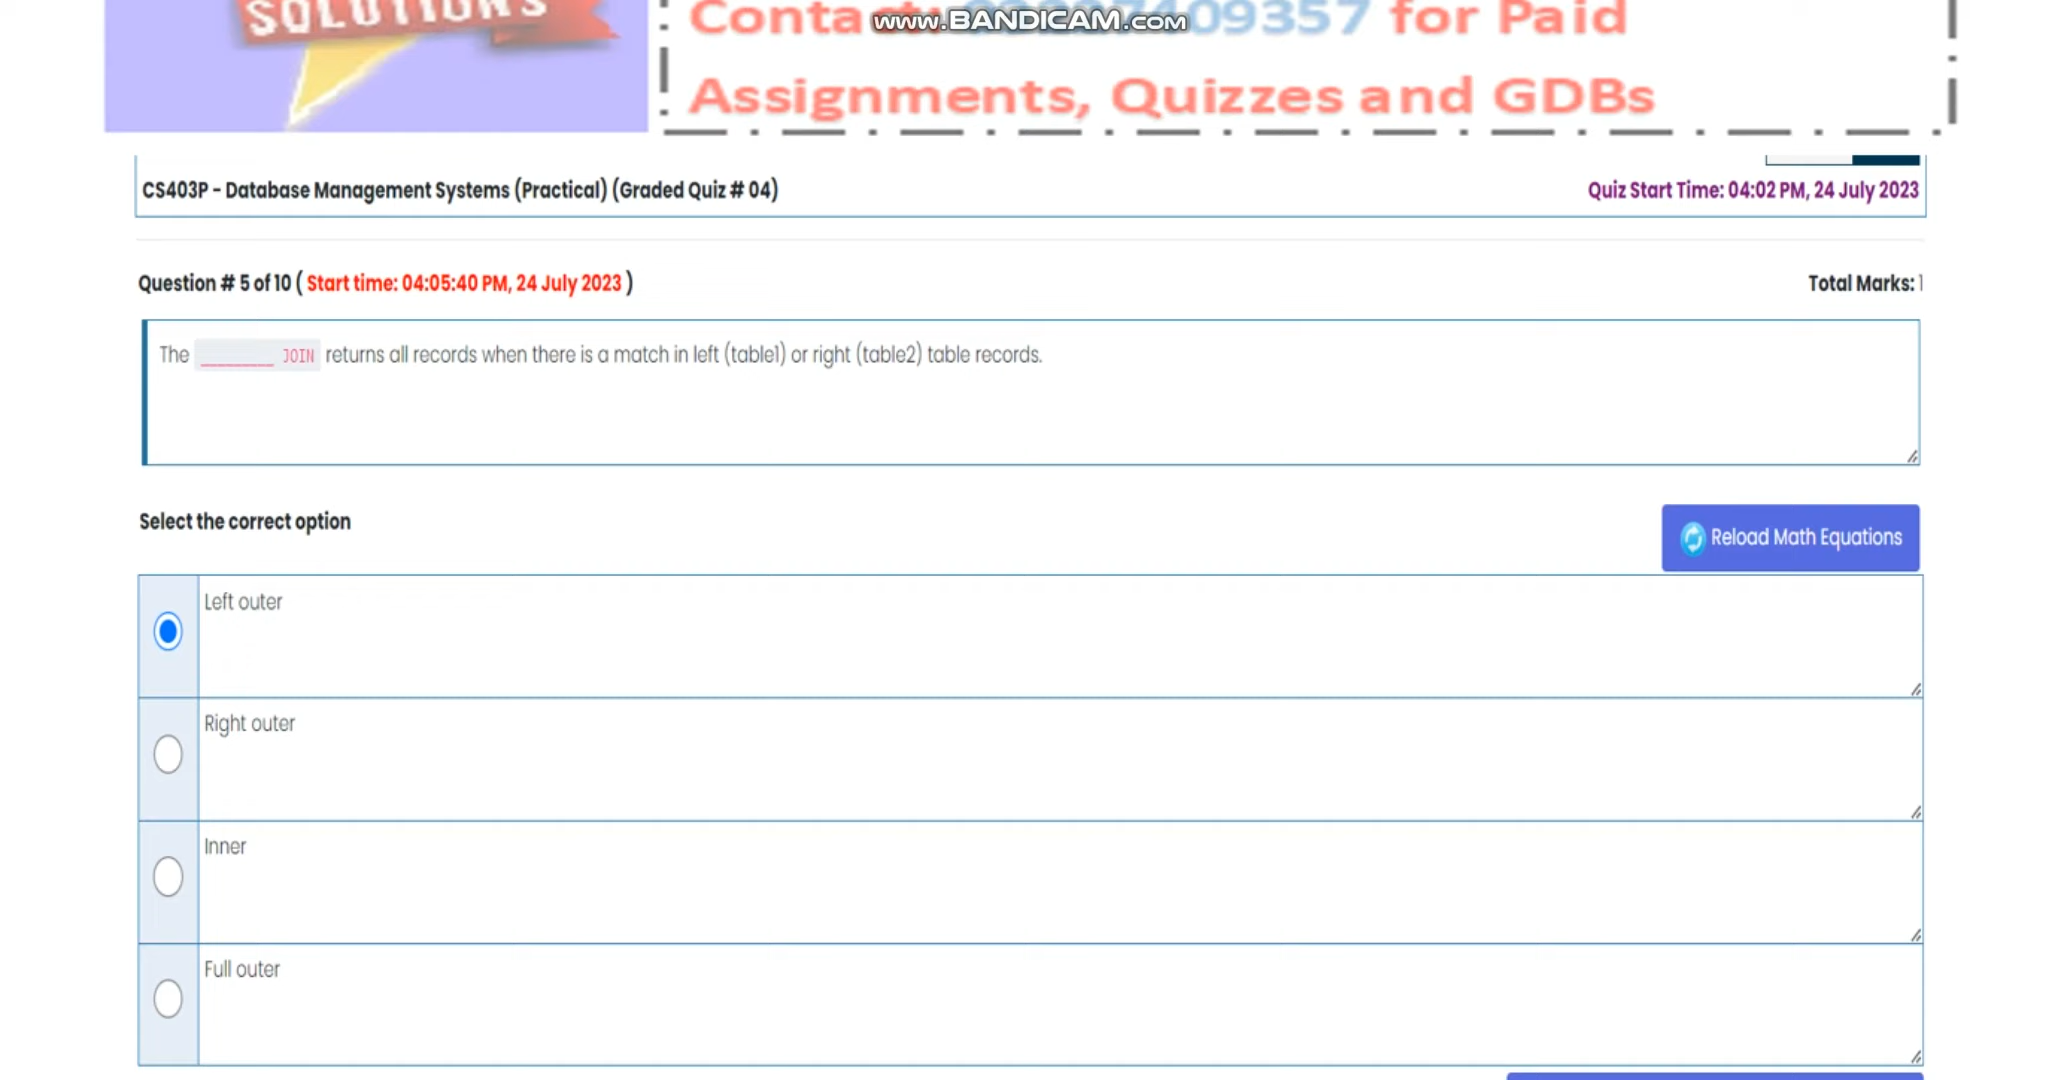 SOLUTIONS
www.BANDICAM.com
409357 for Paid
Assignments, Quizzes and GDBs
CS403P - Database Management Systems (Practical) (Graded Quiz # 04)
Quiz Start Time: 04:02 PM, 24 July 2023
Question # 5 of 10 ( Start time: 04:05:40 PM, 24 July 2023 )
Total Marks: 1
The ________ JOIN returns all records when there is a match in left (table1) or right (table2) table records.
Select the correct option
Reload Math Equations
Left outer
Right outer
Inner
Full outer